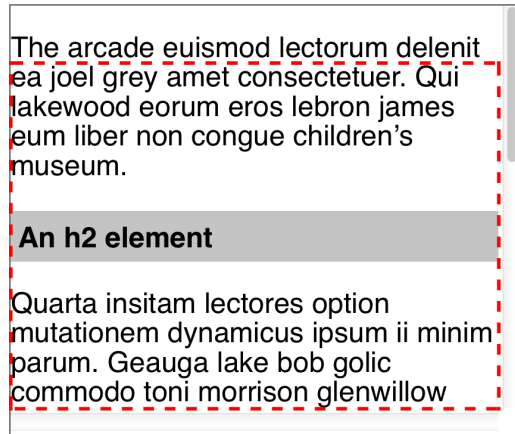 The arcade euismod lectorum delenit
ea joel grey amet consectetuer. Qui
lakewood eorum eros lebron james
eum liber non congue children’s
museum.
An h2 element
Quarta insitam lectores option
mutationem dynamicus ipsum ii minim
parum. Geauga lake bob golic
commodo toni morrison glenwillow